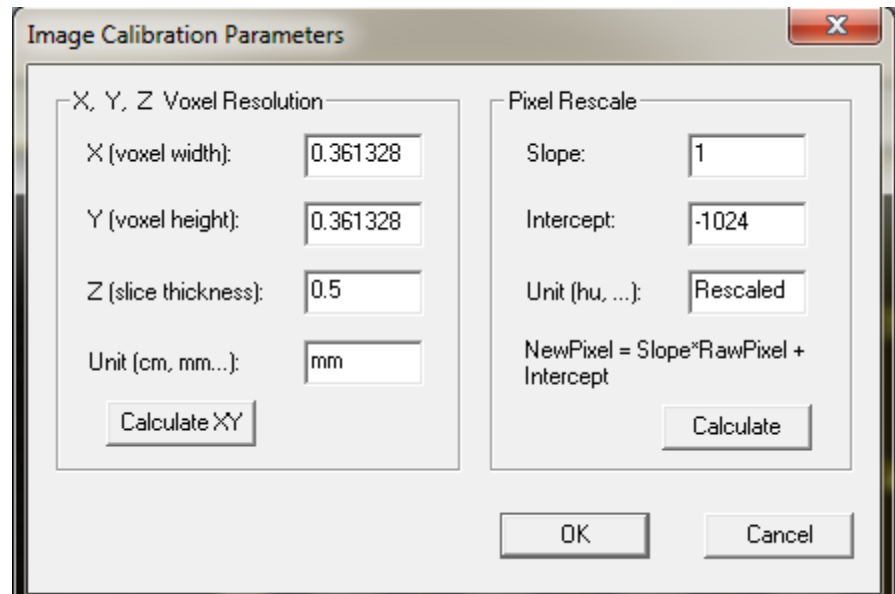 Image Calibration Parameters
X, Y, Z Voxel Resolution
X (voxel width): 0.361328
Y (voxel height): 0.361328
Z (slice thickness): 0.5
Unit (cm, mm...): mm
Calculate XY
Pixel Rescale
Slope: 1
Intercept: -1024
Unit (hu, ...): Rescaled
NewPixel = Slope*RawPixel +
Intercept
Calculate
OK
Cancel